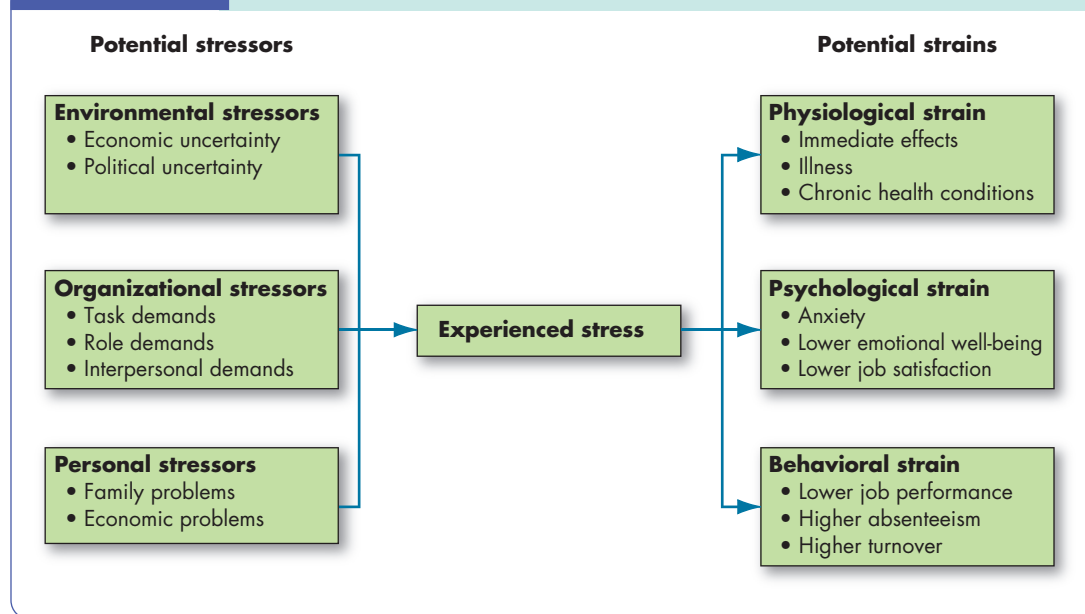 Potential stressors
Potential strains
Environmental stressors
• Economic uncertainty
• Political uncertainty
Organizational stressors
• Task demands
• Role demands
• Interpersonal demands
Personal stressors
• Family problems
• Economic problems
Experienced stress
Physiological strain
• Immediate effects
• Illness
• Chronic health conditions
Psychological strain
• Anxiety
• Lower emotional well-being
• Lower job satisfaction
Behavioral strain
• Lower job performance
• Higher absenteeism
• Higher turnover